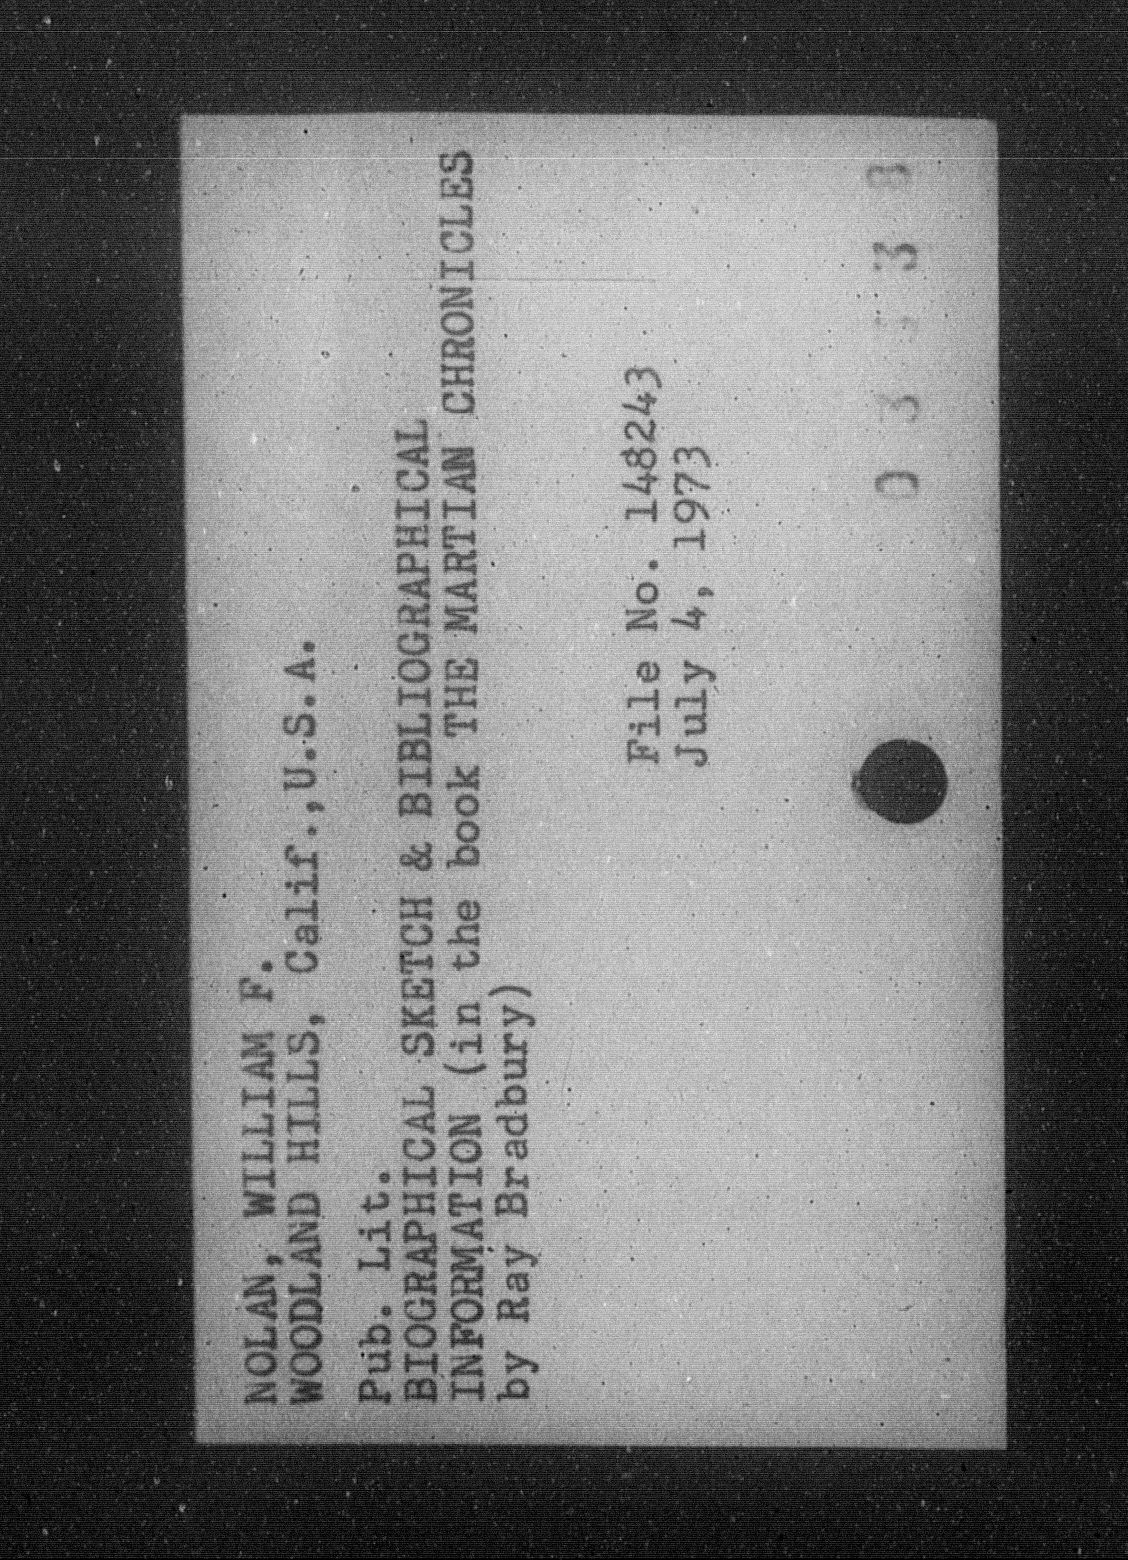 NOLAN, WILLIAM F.
WOODLAND HILLS, Calif.,U.S.A.
Pub. Lit.
BIOGRAPHICAL SKETCH & BIBLIOGRAPHICAL
INFORMATION (in the book THE MARTIAN CHRONICLES
by Ray Bradbury)
File No. 148243
July 4, 1973